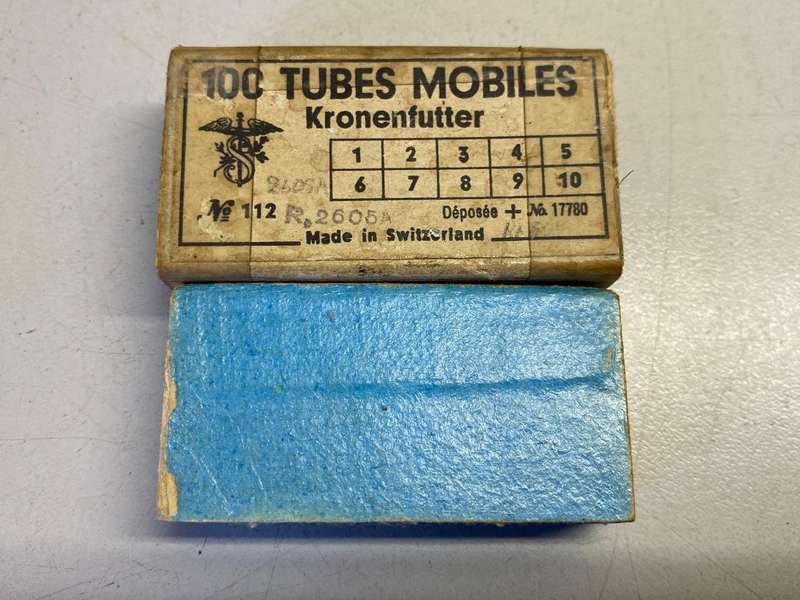 100 TUBES MOBILES
Kronenfutter
1 2 3 4 5
6 7 8 9 10
2605A
No 112 R.2605A Déposée + No. 17780
Made in Switzerland